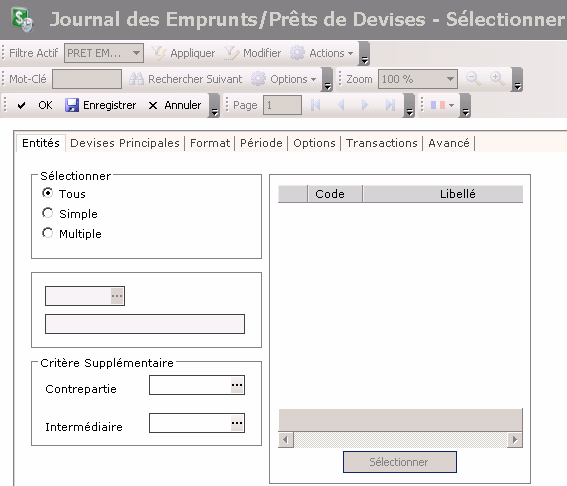 Journal des Emprunts/Prêts de Devises - Sélectionner
Filtre Actif PRET EM... Appliquer Modifier Actions
Mot-Clé Rechercher Suivant Options Zoom 100 %
OK Enregistrer Annuler Page 1
Entités Devises Principales Format Période Options Transactions Avancé
Sélectionner
Tous
Simple
Multiple
Code Libellé
...
Critère Supplémentaire
Contrepartie ...
Intermédiaire ...
Sélectionner